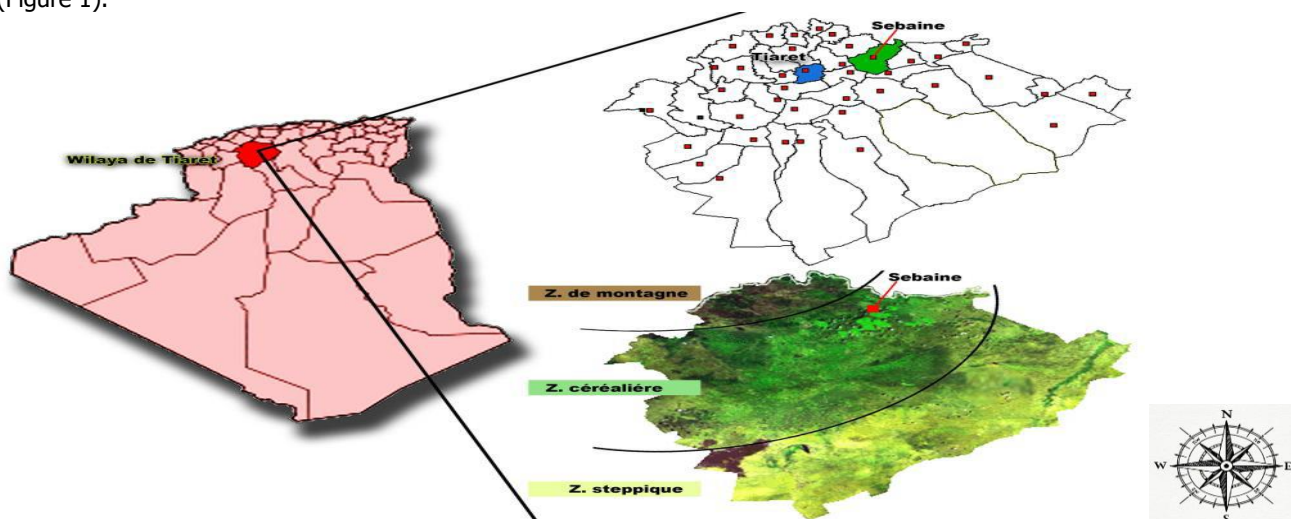 (Figure 1).
Sebaine
Tiaret
Wilaya de Tiaret
Sebaine
Z. de montagne
Z. céréaliére
Z. steppique
N
W
E
S